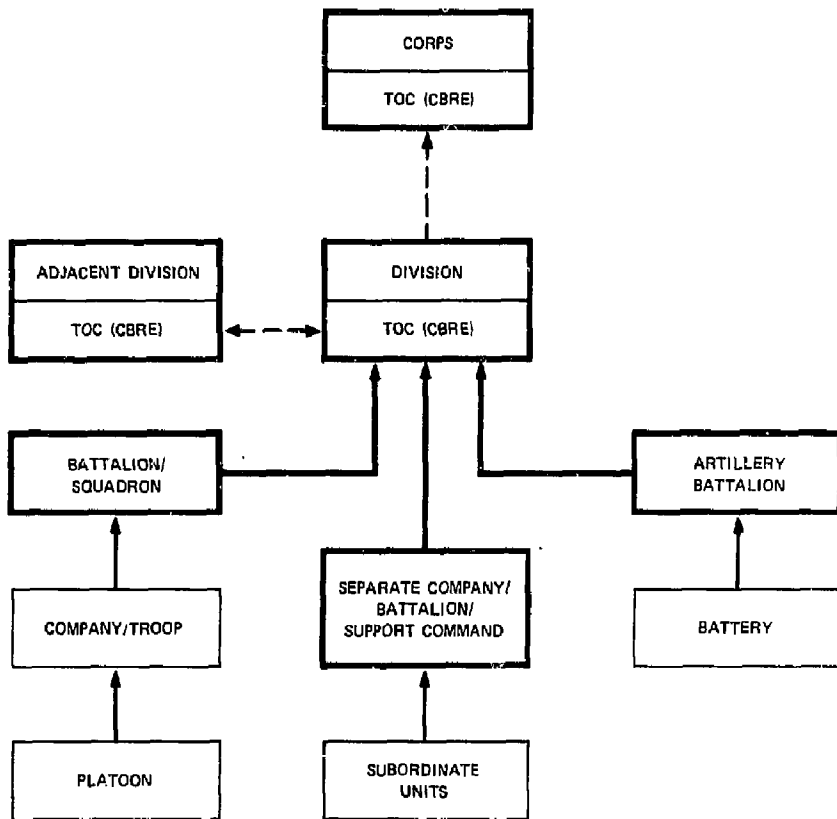 CORPS
TOC (CBRE)
ADJACENT DIVISION
TOC (CBRE)
DIVISION
TOC (CBRE)
BATTALION/
SQUADRON
ARTILLERY
BATTALION
SEPARATE COMPANY/
BATTALION/
SUPPORT COMMAND
COMPANY/TROOP
BATTERY
PLATOON
SUBORDINATE
UNITS